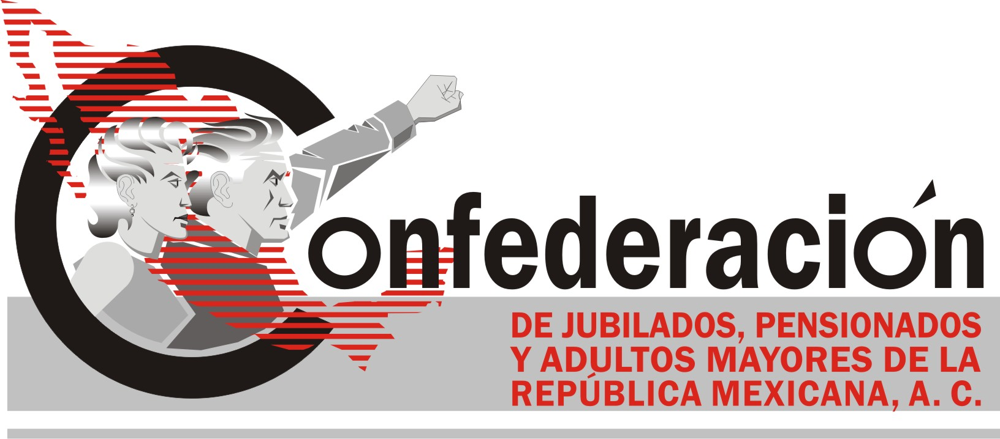 Confederación
DE JUBILADOS, PENSIONADOS
Y ADULTOS MAYORES DE LA
REPÚBLICA MEXICANA, A. C.